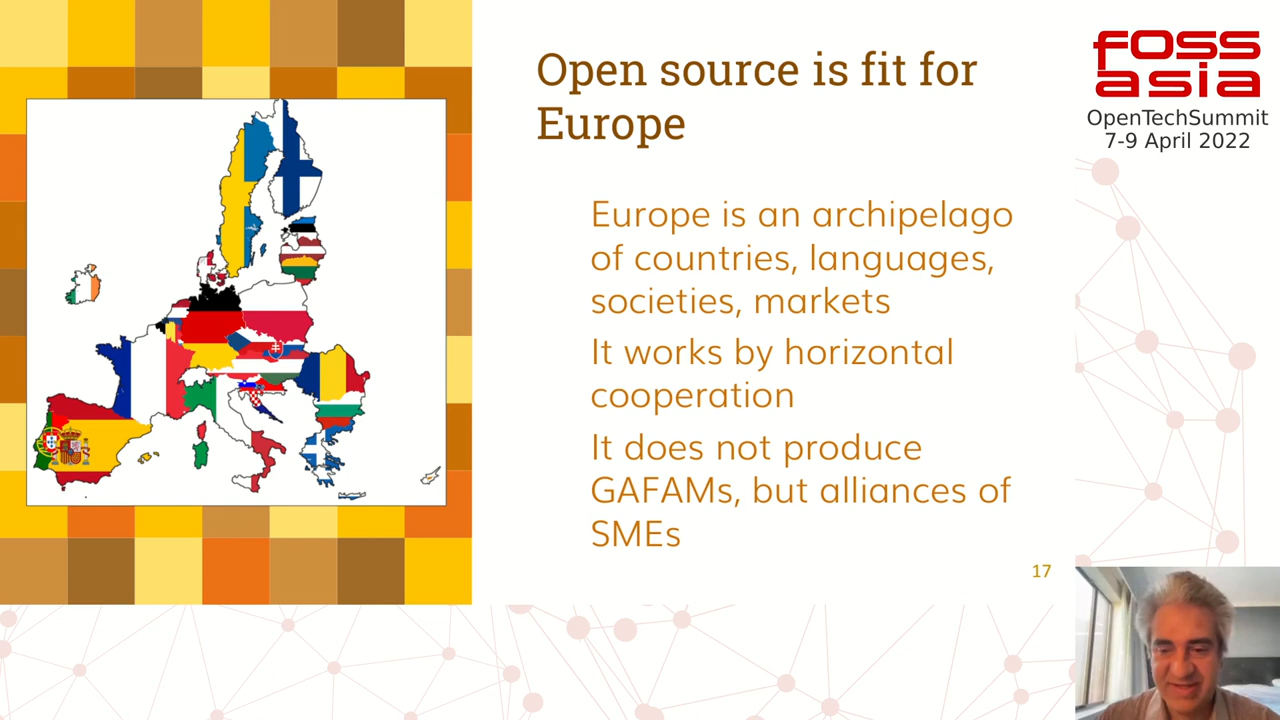 Open source is fit for
Europe
Europe is an archipelago
of countries, languages,
societies, markets
It works by horizontal
cooperation
It does not produce
GAFAMs, but alliances of
SMEs
17
foss
asia
OpenTechSummit
7-9 April 2022